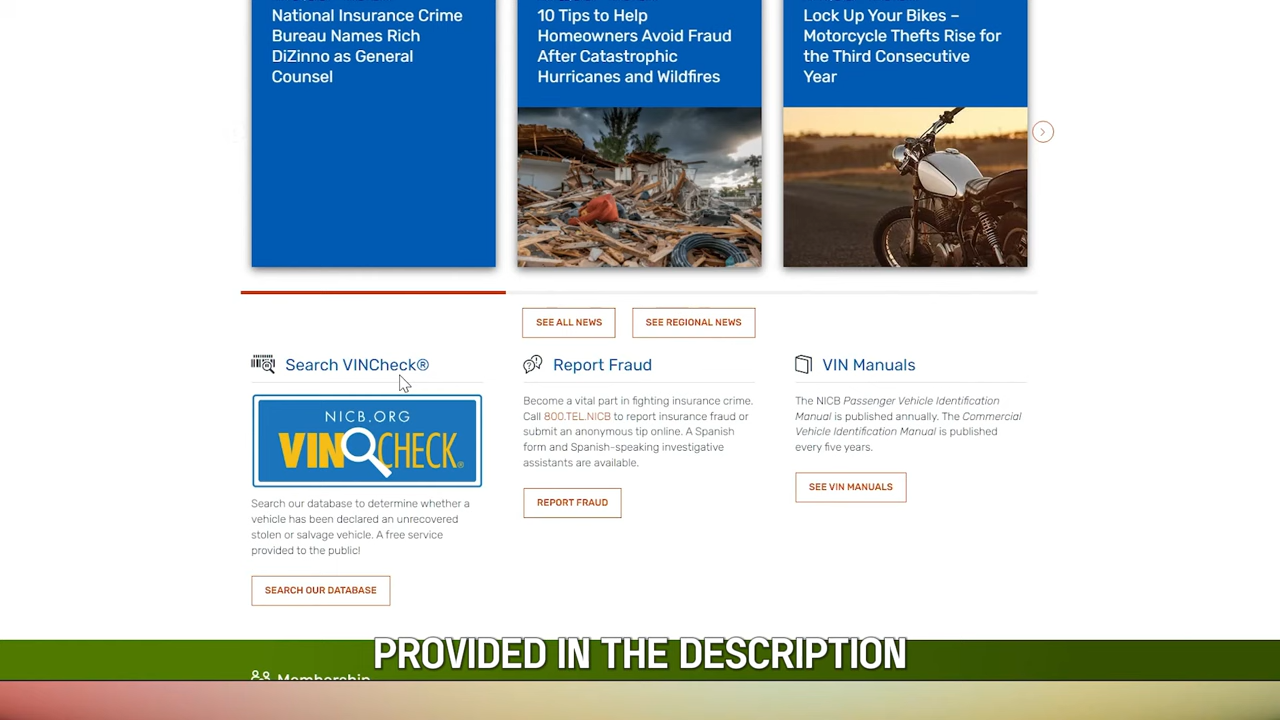 National Insurance Crime
Bureau Names Rich
DiZinno as General
Counsel
10 Tips to Help
Homeowners Avoid Fraud
After Catastrophic
Hurricanes and Wildfires
Lock Up Your Bikes –
Motorcycle Thefts Rise for
the Third Consecutive
Year
SEE ALL NEWS
SEE REGIONAL NEWS
Search VINCheck®
NICB.ORG
VINCHECK®
Search our database to determine whether a
vehicle has been declared an unrecovered
stolen or salvage vehicle. A free service
provided to the public!
SEARCH OUR DATABASE
Report Fraud
Become a vital part in fighting insurance crime.
Call 800.TEL.NICB to report insurance fraud or
submit an anonymous tip online. A Spanish
form and Spanish-speaking investigative
assistants are available.
REPORT FRAUD
VIN Manuals
The NICB Passenger Vehicle Identification
Manual is published annually. The Commercial
Vehicle Identification Manual is published
every five years.
SEE VIN MANUALS
PROVIDED IN THE DESCRIPTION
Membership